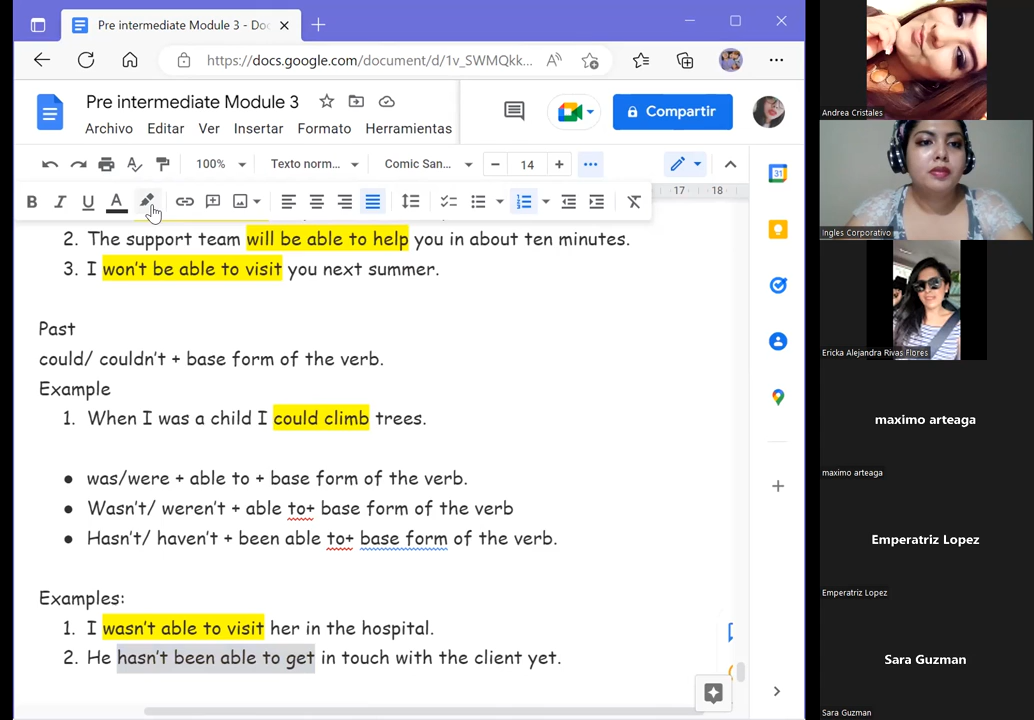 Pre intermediate Module 3 - Doc
https://docs.google.com/document/d/1v_SWMQkk...
Pre intermediate Module 3
Compartir
Archivo Editar Ver Insertar Formato Herramientas
100% Texto norm... Comic San... 14
17 18
31
2. The support team will be able to help you in about ten minutes.
3. I won't be able to visit you next summer.
Past
could/ couldn't + base form of the verb.
Example
1. When I was a child I could climb trees.
● was/were + able to + base form of the verb.
● Wasn't/ weren't + able to+ base form of the verb
● Hasn't/ haven't + been able to+ base form of the verb.
Examples:
1. I wasn't able to visit her in the hospital.
2. He hasn't been able to get in touch with the client yet.
Andrea Cristales
Ingles Corporativo
Ericka Alejandra Rivas Flores
maximo arteaga
maximo arteaga
Emperatriz Lopez
Emperatriz Lopez
Sara Guzman
Sara Guzman